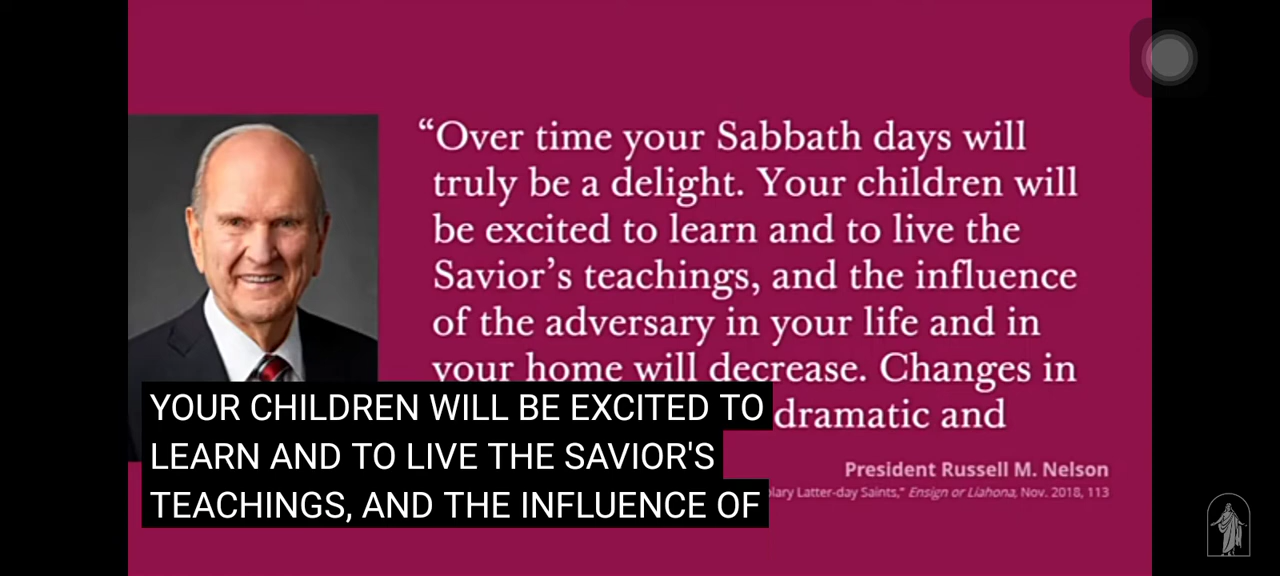 “Over time your Sabbath days will
truly be a delight. Your children will
be excited to learn and to live the
Savior’s teachings, and the influence
of the adversary in your life and in
your home will decrease. Changes in
dramatic and
President Russell M. Nelson
Latter-day Saints,” Ensign or Liahona, Nov. 2018, 113
YOUR CHILDREN WILL BE EXCITED TO
LEARN AND TO LIVE THE SAVIOR'S
TEACHINGS, AND THE INFLUENCE OF